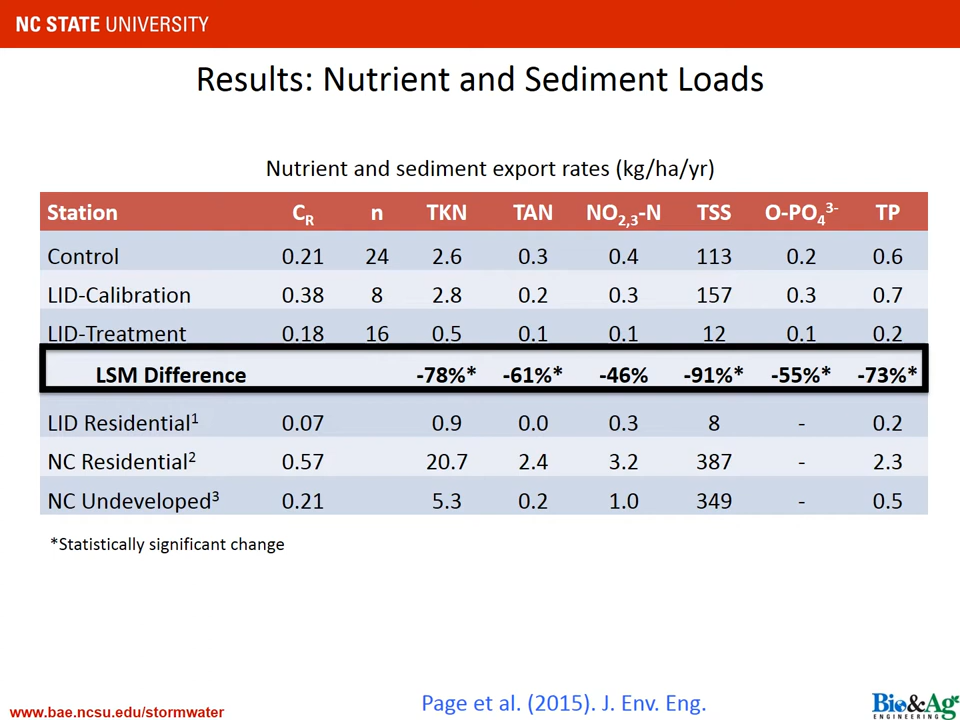 NC STATE UNIVERSITY
Results: Nutrient and Sediment Loads
Nutrient and sediment export rates (kg/ha/yr)
Station CR n TKN TAN NO2,3-N TSS O-PO43- TP
Control 0.21 24 2.6 0.3 0.4 113 0.2 0.6
LID-Calibration 0.38 8 2.8 0.2 0.3 157 0.3 0.7
LID-Treatment 0.18 16 0.5 0.1 0.1 12 0.1 0.2
LSM Difference -78%* -61%* -46% -91%* -55%* -73%*
LID Residential1 0.07 0.9 0.0 0.3 8 - 0.2
NC Residential2 0.57 20.7 2.4 3.2 387 - 2.3
NC Undeveloped3 0.21 5.3 0.2 1.0 349 - 0.5
*Statistically significant change
Page et al. (2015). J. Env. Eng.
www.bae.ncsu.edu/stormwater
Bio&Ag
ENGINEERING